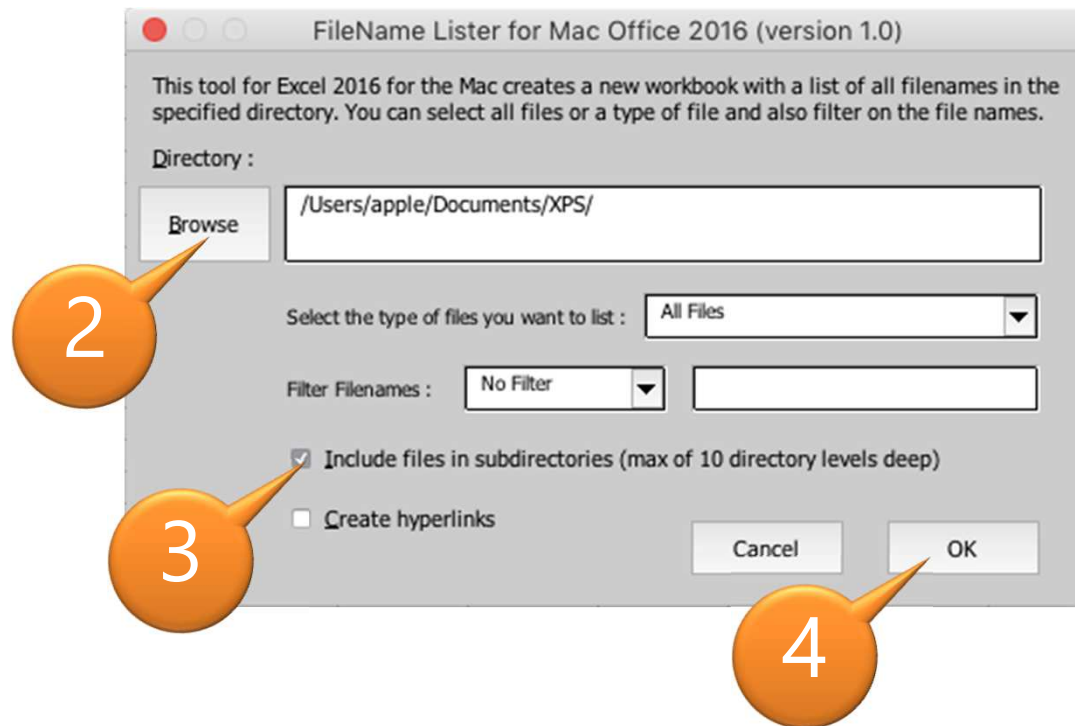 FileName Lister for Mac Office 2016 (version 1.0)
This tool for Excel 2016 for the Mac creates a new workbook with a list of all filenames in the
specified directory. You can select all files or a type of file and also filter on the file names.
Directory :
Browse
/Users/apple/Documents/XPS/
2
Select the type of files you want to list :
All Files
Filter Filenames :
No Filter
Include files in subdirectories (max of 10 directory levels deep)
3
Create hyperlinks
Cancel
OK
4